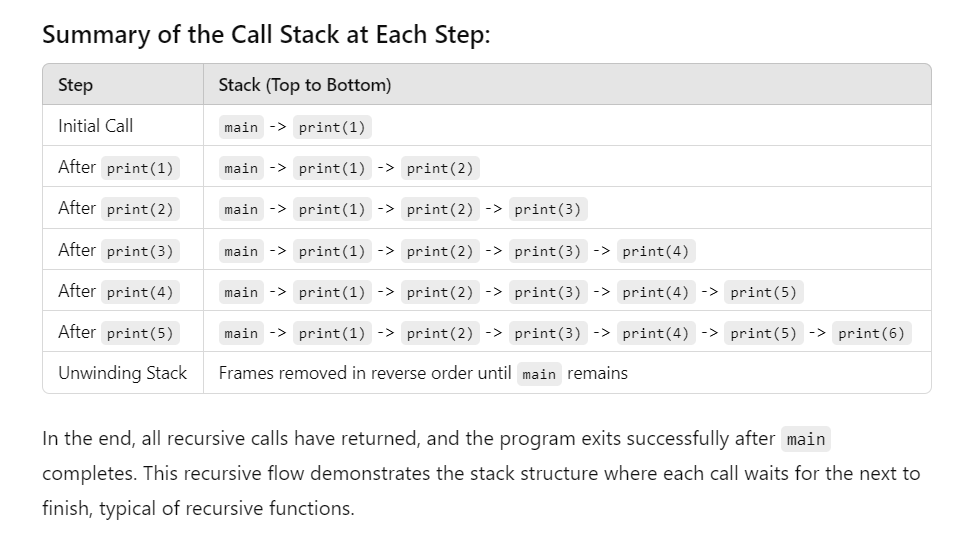 Summary of the Call Stack at Each Step:
Step Stack (Top to Bottom)
Initial Call main -> print(1)
After print(1) main -> print(1) -> print(2)
After print(2) main -> print(1) -> print(2) -> print(3)
After print(3) main -> print(1) -> print(2) -> print(3) -> print(4)
After print(4) main -> print(1) -> print(2) -> print(3) -> print(4) -> print(5)
After print(5) main -> print(1) -> print(2) -> print(3) -> print(4) -> print(5) -> print(6)
Unwinding Stack Frames removed in reverse order until main remains
In the end, all recursive calls have returned, and the program exits successfully after main
completes. This recursive flow demonstrates the stack structure where each call waits for the next to
finish, typical of recursive functions.